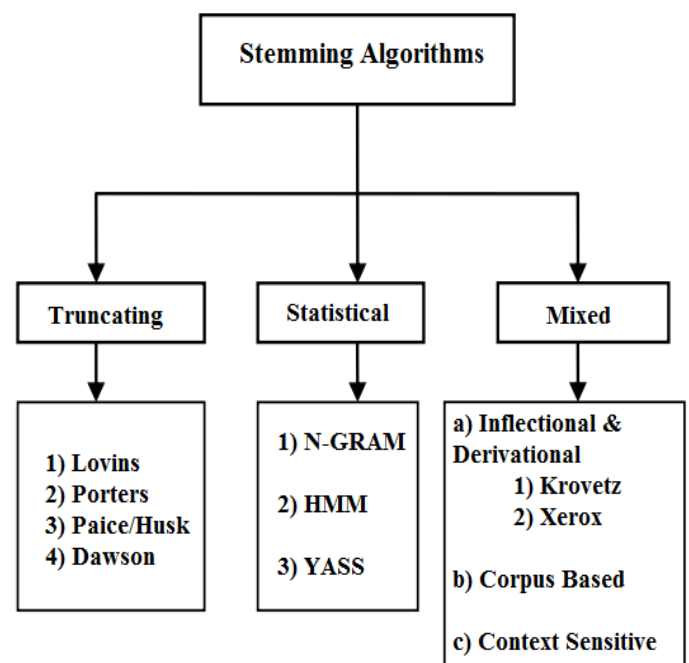 Stemming Algorithms
Truncating
Statistical
Mixed
1) Lovins
2) Porters
3) Paice/Husk
4) Dawson
1) N-GRAM
2) HMM
3) YASS
a) Inflectional &
Derivational
1) Krovetz
2) Xerox
b) Corpus Based
c) Context Sensitive